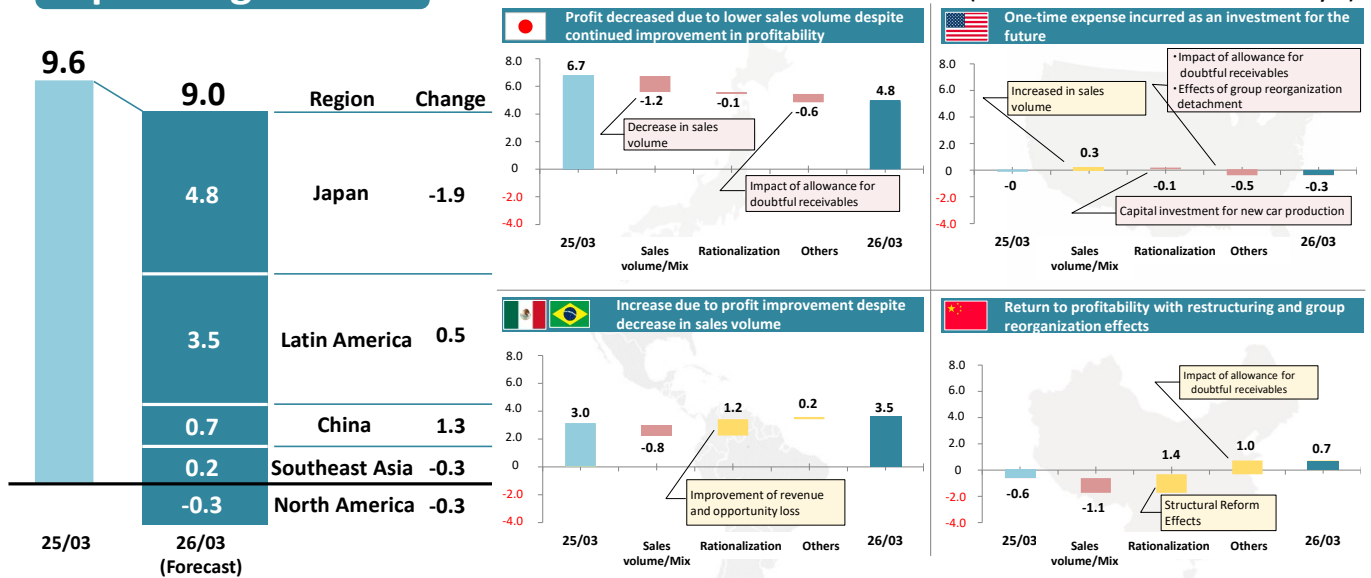 9.6
9.0
Region Change
4.8 Japan -1.9
3.5 Latin America 0.5
0.7 China 1.3
0.2 Southeast Asia -0.3
-0.3 North America -0.3
25/03 26/03
(Forecast)
Profit decreased due to lower sales volume despite
continued improvement in profitability
8.0
6.0
4.0
2.0
0
-2.0
-4.0
6.7
-1.2
-0.1
-0.6
4.8
Decrease in sales
volume
Impact of allowance for
doubtful receivables
25/03 Sales Rationalization Others 26/03
volume/Mix
One-time expense incurred as an investment for the
future
8.0
6.0
4.0
2.0
0
-2.0
-4.0
Increased in sales
volume
・Impact of allowance for
doubtful receivables
・Effects of group reorganization
detachment
-0
0.3
-0.1
-0.5
-0.3
Capital investment for new car production
25/03 Sales Rationalization Others 26/03
volume/Mix
Increase due to profit improvement despite
decrease in sales volume
8.0
6.0
4.0
2.0
0
-2.0
-4.0
3.0
-0.8
1.2
0.2
3.5
Improvement of revenue
and opportunity loss
25/03 Sales Rationalization Others 26/03
volume/Mix
Return to profitability with restructuring and group
reorganization effects
8.0
6.0
4.0
2.0
0
-2.0
-4.0
Impact of allowance for
doubtful receivables
-0.6
-1.1
1.4
1.0
0.7
Structural Reform
Effects
25/03 Sales Rationalization Others 26/03
volume/Mix